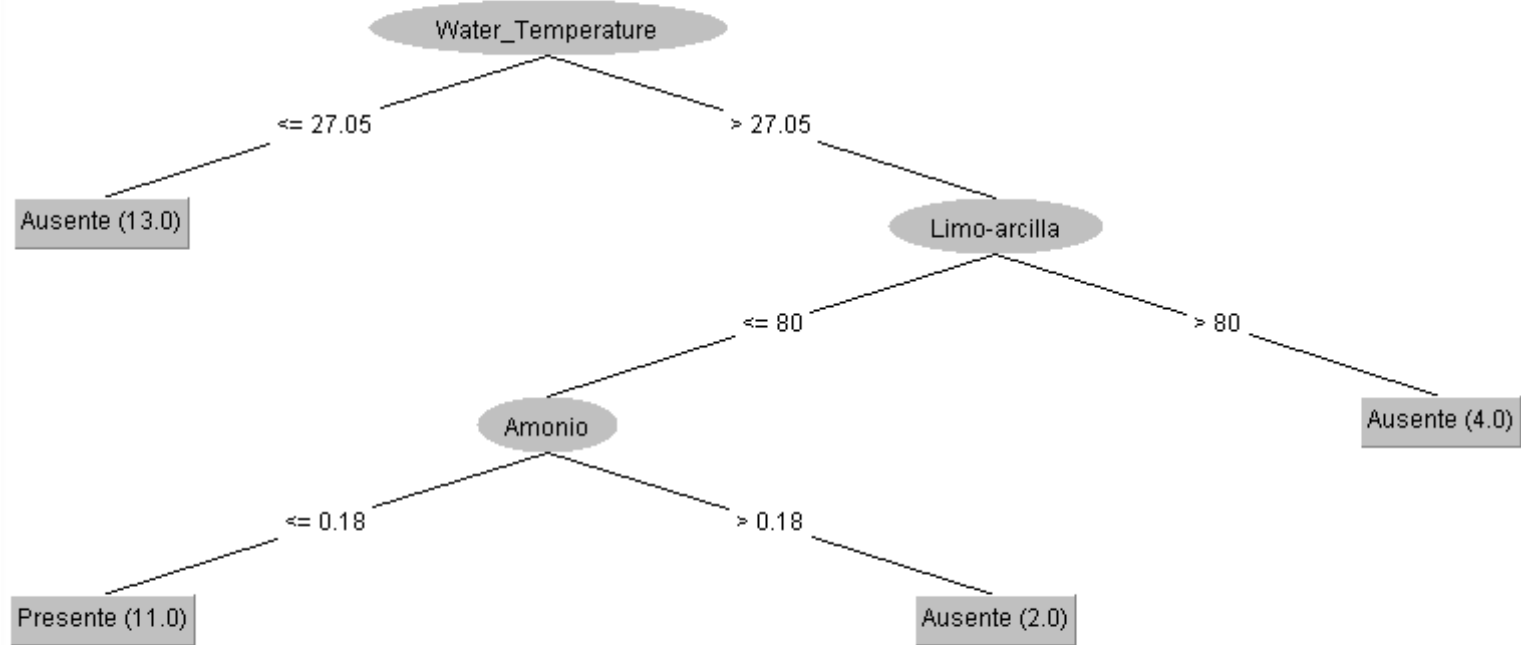 Water_Temperature
<= 27.05
> 27.05
Ausente (13.0)
Limo-arcilla
<= 80
> 80
Amonio
Ausente (4.0)
<= 0.18
> 0.18
Presente (11.0)
Ausente (2.0)